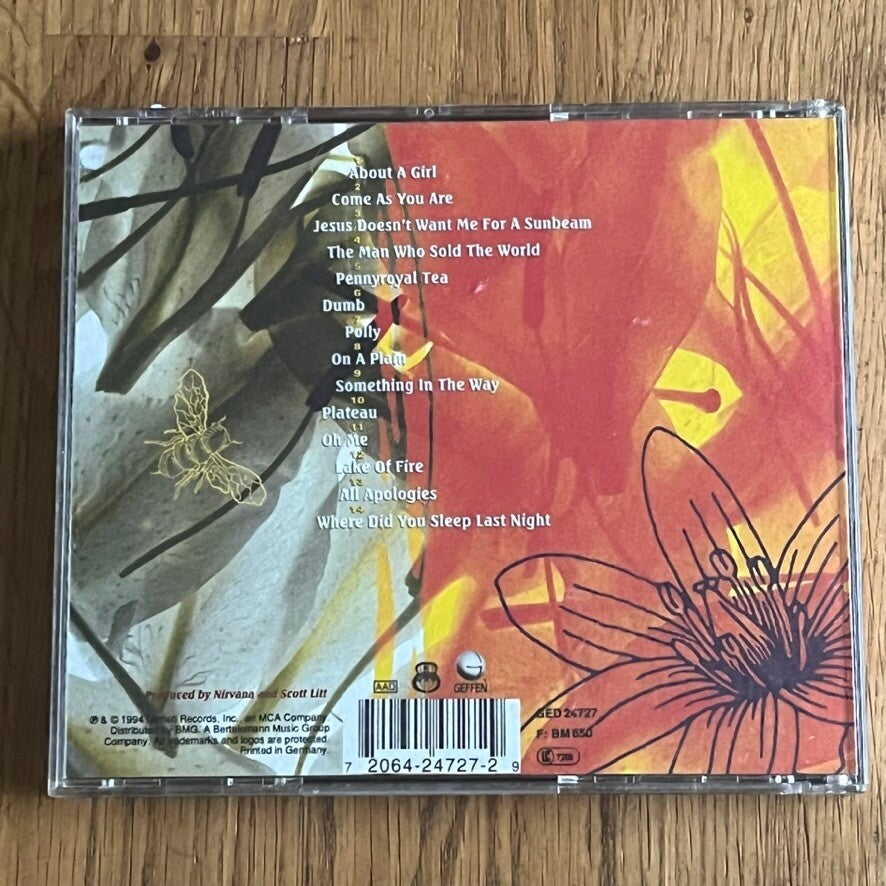 1
About A Girl
2
Come As You Are
3
Jesus Doesn't Want Me For A Sunbeam
4
The Man Who Sold The World
5
Pennyroyal Tea
6
Dumb
7
Polly
8
On A Plain
9
Something In The Way
10
Plateau
11
Oh Me
12
Lake Of Fire
13
All Apologies
14
Where Did You Sleep Last Night
Produced by Nirvana and Scott Litt
℗ & © 1994 Geffen Records, Inc., an MCA Company.
Distributed by BMG. A Bertelsmann Music Group
Company. All trademarks and logos are protected.
Printed in Germany.
AAD
GEFFEN
7 2064-24727-2 9
GED 24727
F: BM 650
LC 7266